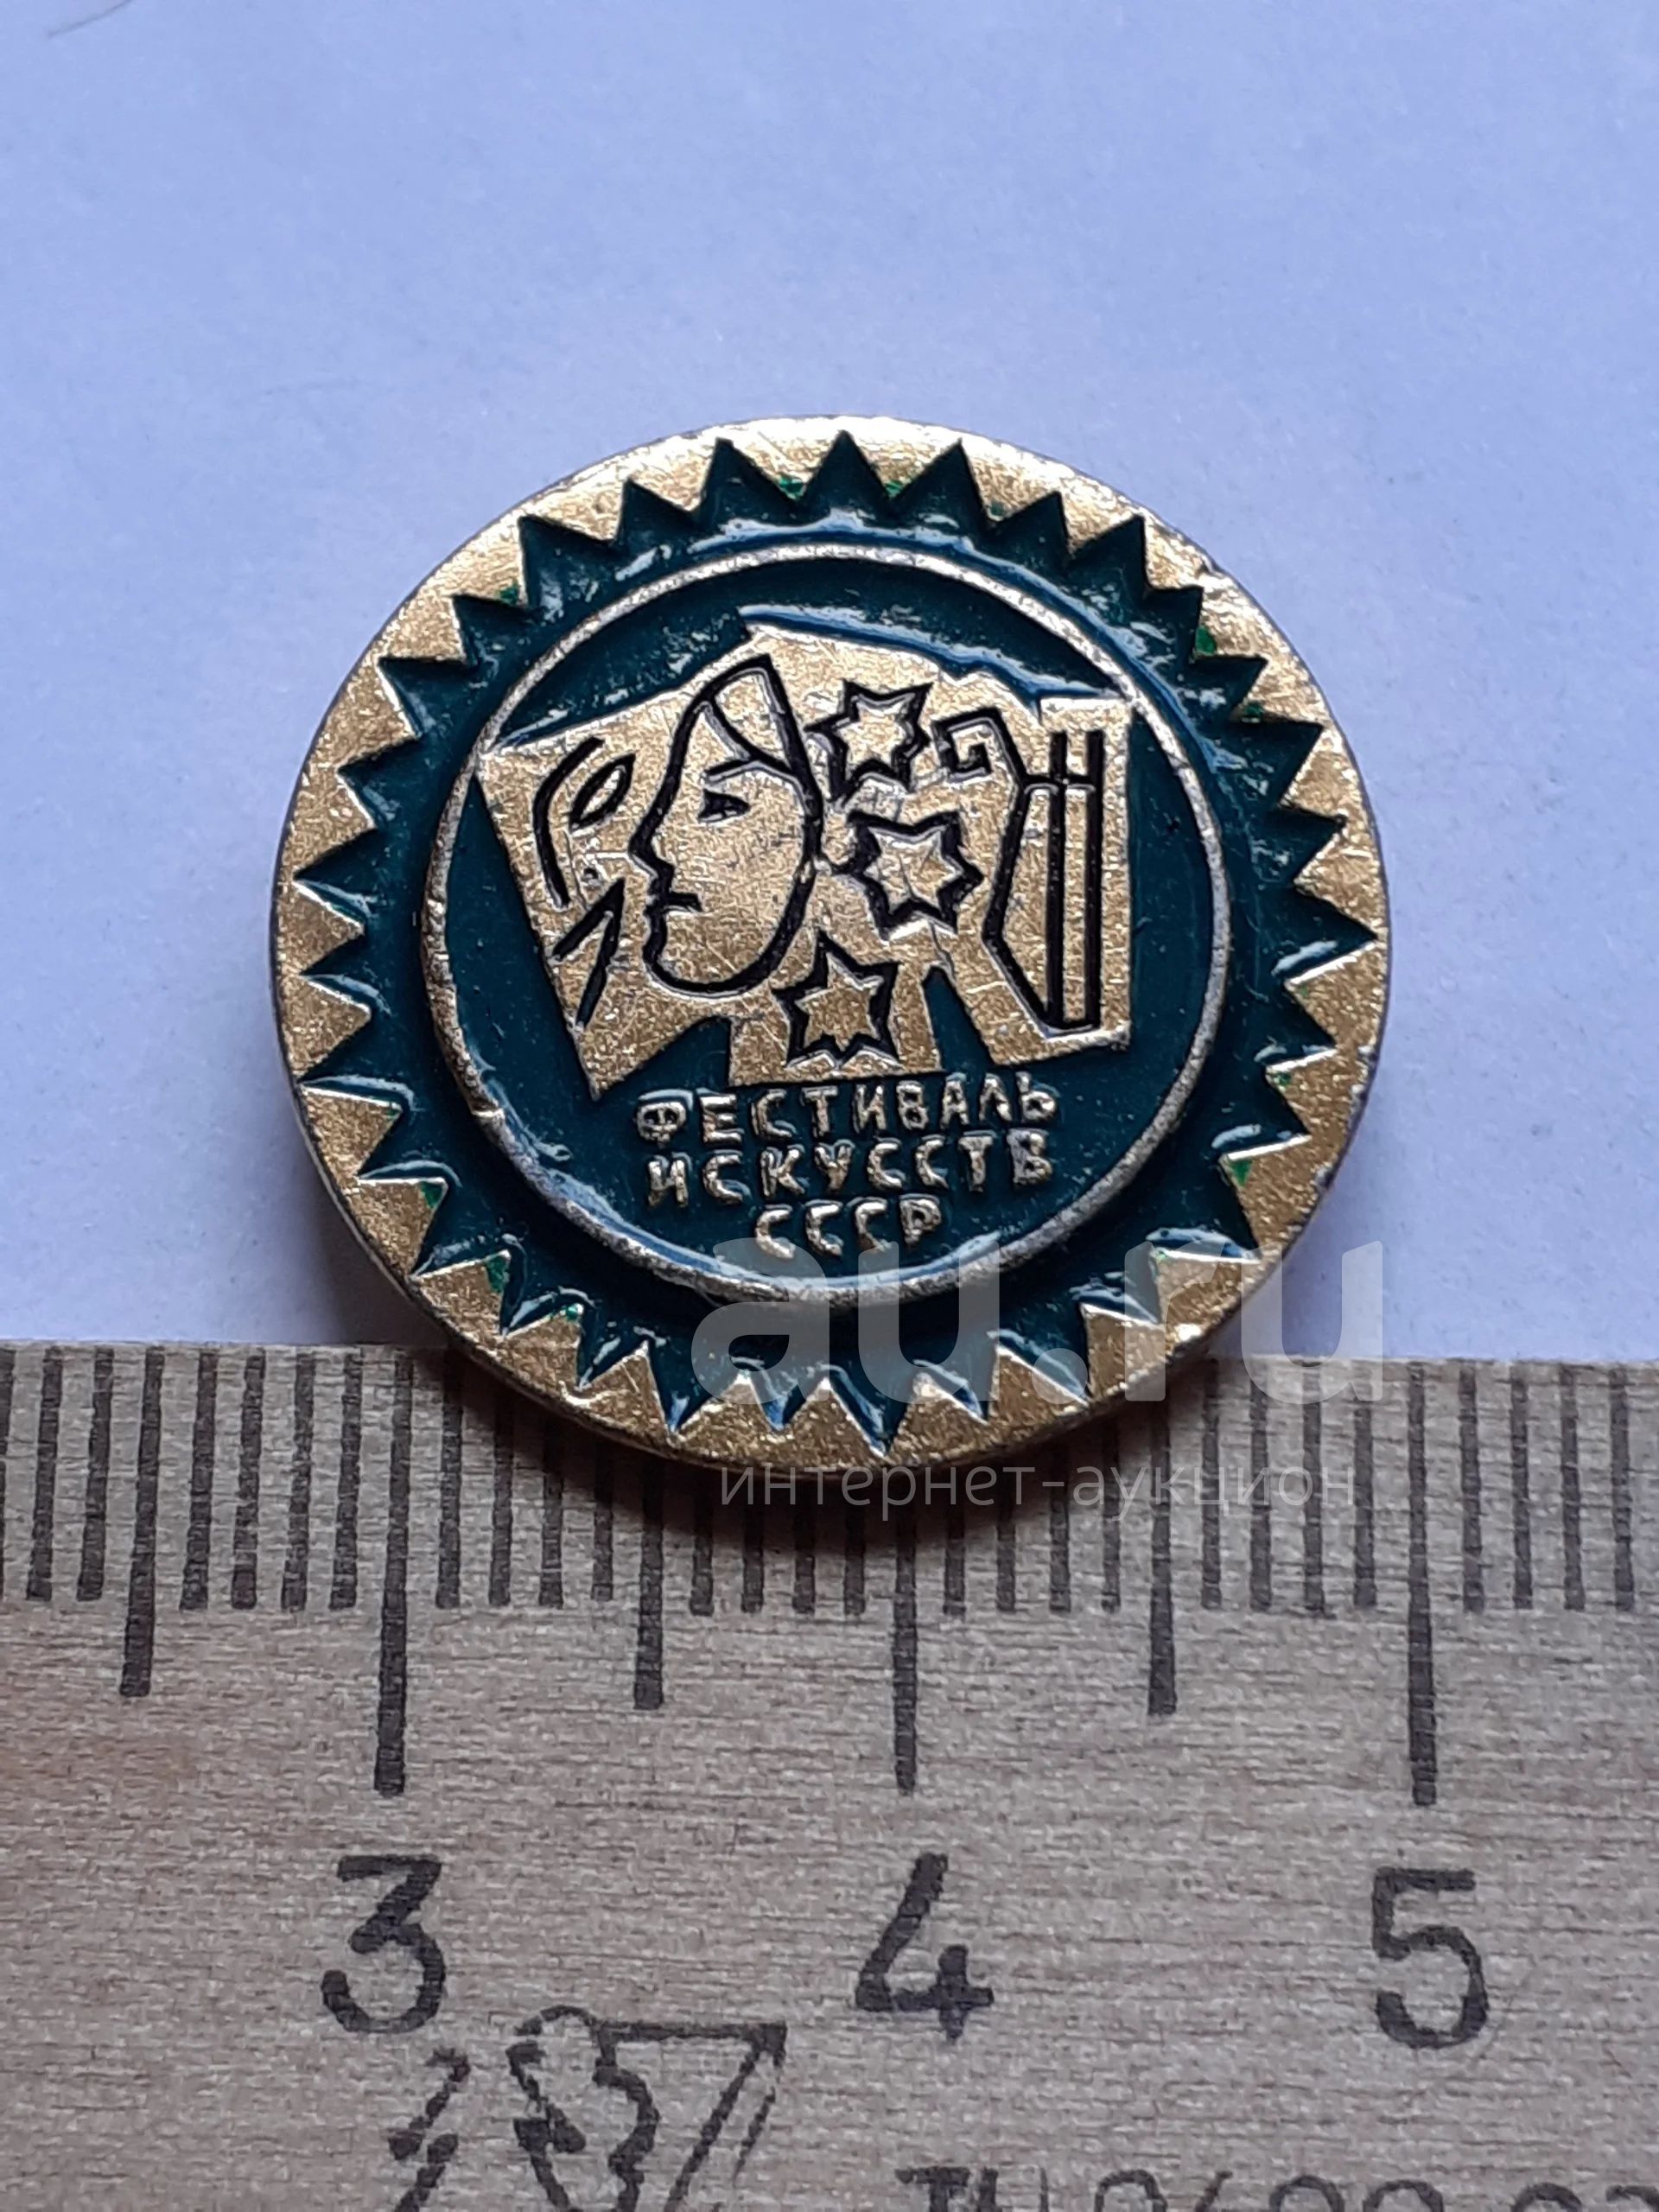 ФЕСТИВАЛЬ
ИСКУССТВ
СССР
au.ru
интернет-аукцион
3 4 5